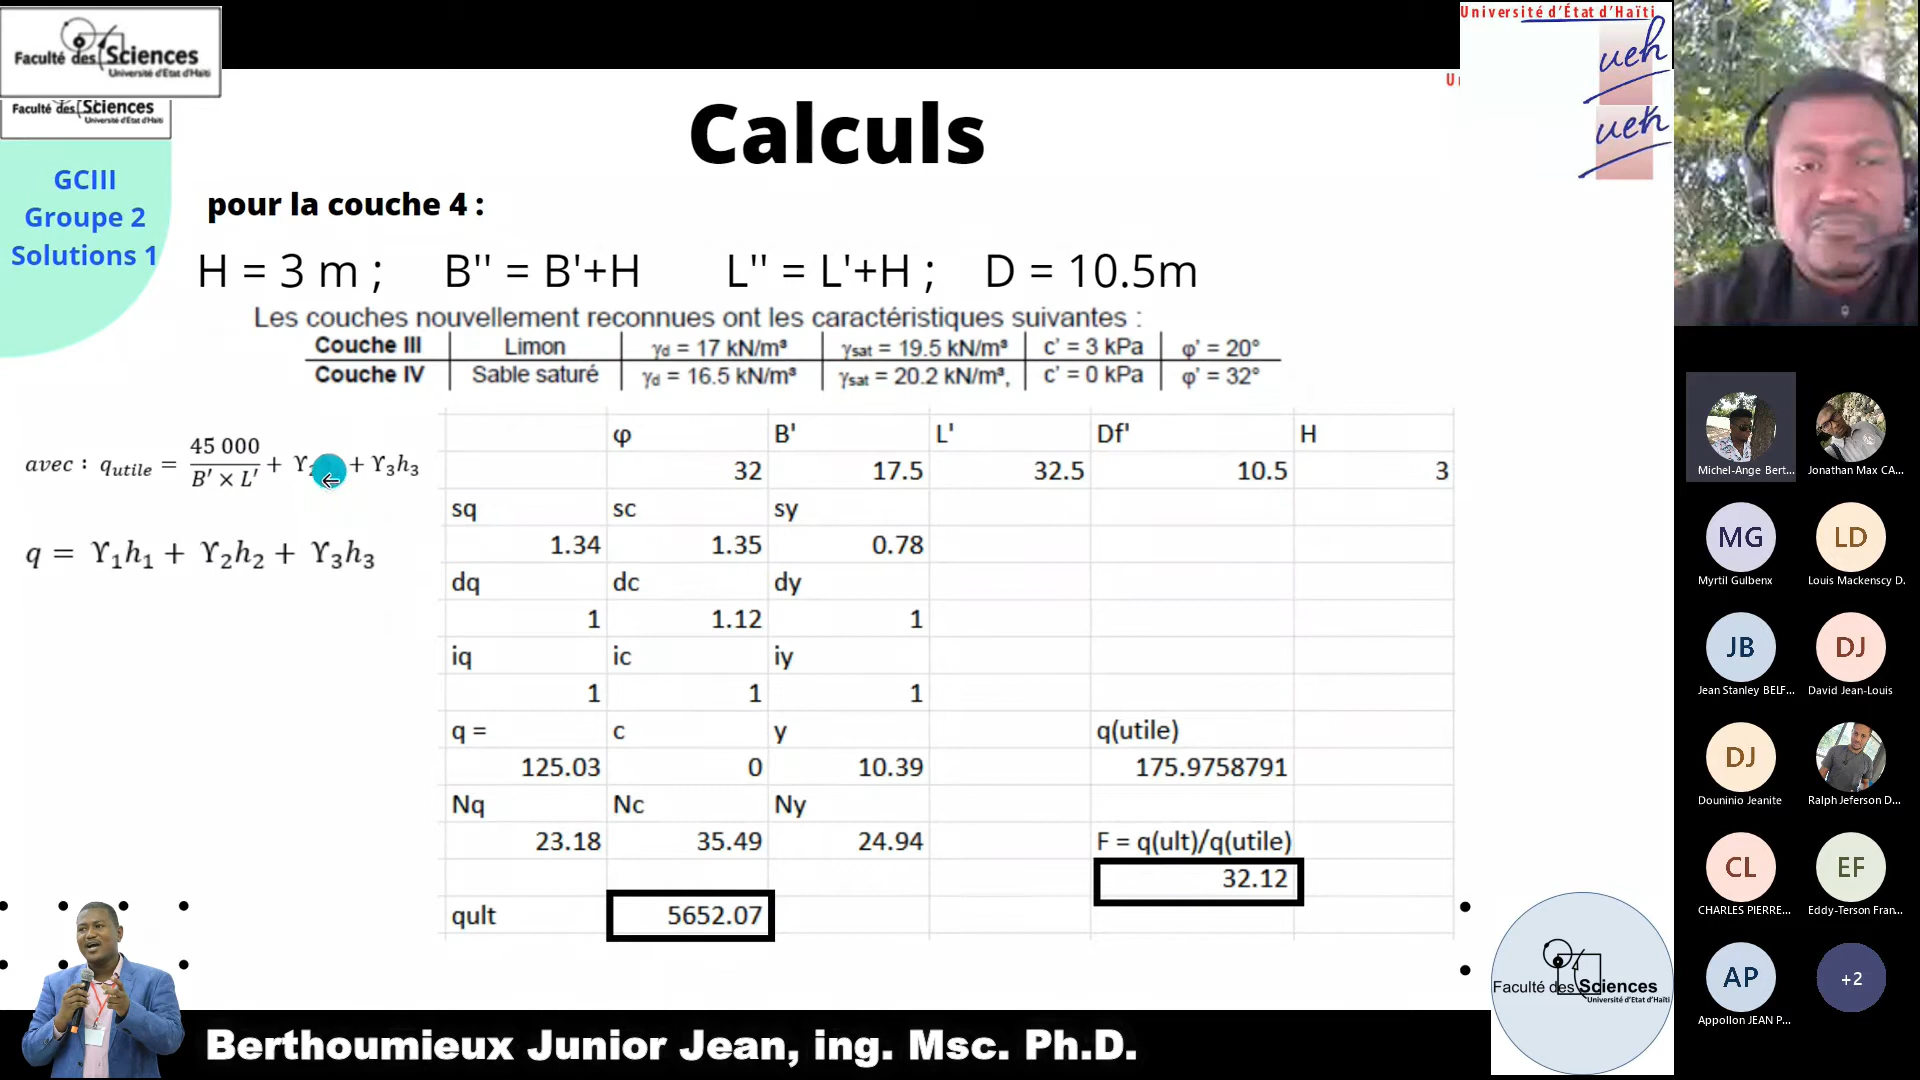 Faculté des Sciences
Université d'Etat d'Haïti
Faculté des Sciences
Université d'Etat d'Haïti
Université d'État d'Haïti
ueh
ueh
Calculs
GCIII
Groupe 2
Solutions 1
pour la couche 4 :
H = 3 m ; B'' = B'+H L'' = L'+H ; D = 10.5m
Les couches nouvellement reconnues ont les caractéristiques suivantes :
Couche III Limon γd = 17 kN/m³ γsat = 19.5 kN/m³ c' = 3 kPa φ' = 20°
Couche IV Sable saturé γd = 16.5 kN/m³ γsat = 20.2 kN/m³, c' = 0 kPa φ' = 32°
avec : qutile = 45 000 / B' × L' + ϒ2 + ϒ3h3
q = ϒ1h1 + ϒ2h2 + ϒ3h3
φ B' L' Df' H
32 17.5 32.5 10.5 3
sq sc sy
1.34 1.35 0.78
dq dc dy
1 1.12 1
iq ic iy
1 1 1
q = c y q(utile)
125.03 0 10.39 175.9758791
Nq Nc Ny
23.18 35.49 24.94 F = q(ult)/q(utile)
32.12
qult 5652.07
Faculté des Sciences
Université d'Etat d'Haïti
Berthoumieux Junior Jean, ing. Msc. Ph.D.
Michel-Ange Bert...
Jonathan Max CA...
MG
LD
Myrtil Gulbenx
Louis Mackenscy D.
JB
DJ
Jean Stanley BELF...
David Jean-Louis
DJ
Douninio Jeanite
Ralph Jeferson D...
CL
EF
CHARLES PIERRE...
Eddy-Terson Fran...
AP
+2
Appollon JEAN P...